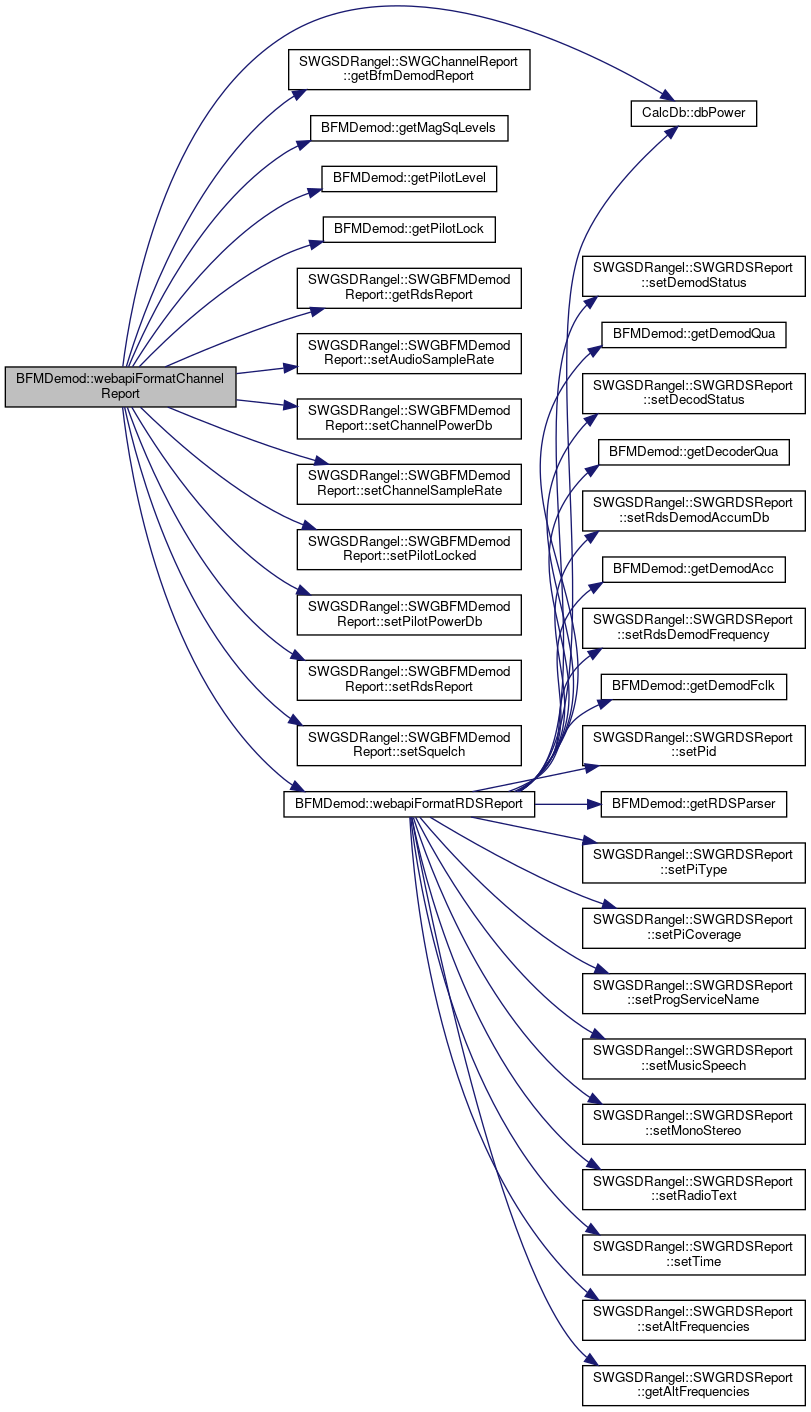 BFMDemod::webapiFormatChannel
Report
SWGSDRangel::SWGChannelReport
::getBfmDemodReport
BFMDemod::getMagSqLevels
BFMDemod::getPilotLevel
BFMDemod::getPilotLock
SWGSDRangel::SWGBFMDemod
Report::getRdsReport
SWGSDRangel::SWGBFMDemod
Report::setAudioSampleRate
SWGSDRangel::SWGBFMDemod
Report::setChannelPowerDb
SWGSDRangel::SWGBFMDemod
Report::setChannelSampleRate
SWGSDRangel::SWGBFMDemod
Report::setPilotLocked
SWGSDRangel::SWGBFMDemod
Report::setPilotPowerDb
SWGSDRangel::SWGBFMDemod
Report::setRdsReport
SWGSDRangel::SWGBFMDemod
Report::setSquelch
BFMDemod::webapiFormatRDSReport
CalcDb::dbPower
SWGSDRangel::SWGRDSReport
::setDemodStatus
BFMDemod::getDemodQua
SWGSDRangel::SWGRDSReport
::setDecodStatus
BFMDemod::getDecoderQua
SWGSDRangel::SWGRDSReport
::setRdsDemodAccumDb
BFMDemod::getDemodAcc
SWGSDRangel::SWGRDSReport
::setRdsDemodFrequency
BFMDemod::getDemodFclk
SWGSDRangel::SWGRDSReport
::setPid
BFMDemod::getRDSParser
SWGSDRangel::SWGRDSReport
::setPiType
SWGSDRangel::SWGRDSReport
::setPiCoverage
SWGSDRangel::SWGRDSReport
::setProgServiceName
SWGSDRangel::SWGRDSReport
::setMusicSpeech
SWGSDRangel::SWGRDSReport
::setMonoStereo
SWGSDRangel::SWGRDSReport
::setRadioText
SWGSDRangel::SWGRDSReport
::setTime
SWGSDRangel::SWGRDSReport
::setAltFrequencies
SWGSDRangel::SWGRDSReport
::getAltFrequencies